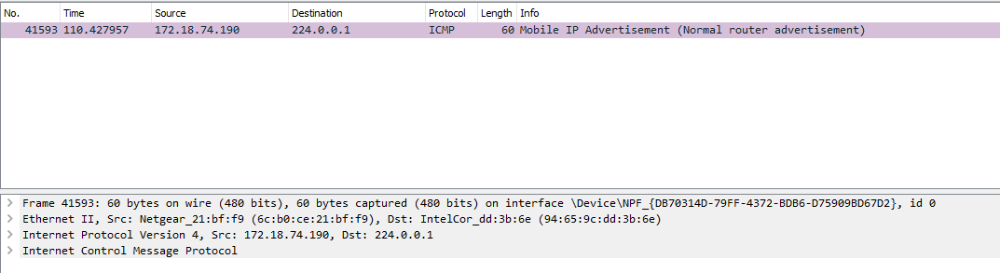 No. Time Source Destination Protocol Length Info
41593 110.427957 172.18.74.190 224.0.0.1 ICMP 60 Mobile IP Advertisement (Normal router advertisement)
Frame 41593: 60 bytes on wire (480 bits), 60 bytes captured (480 bits) on interface \Device\NPF_{DB70314D-79FF-4372-BDB6-D75909BD67D2}, id 0
Ethernet II, Src: Netgear_21:bf:f9 (6c:b0:ce:21:bf:f9), Dst: IntelCor_dd:3b:6e (94:65:9c:dd:3b:6e)
Internet Protocol Version 4, Src: 172.18.74.190, Dst: 224.0.0.1
Internet Control Message Protocol